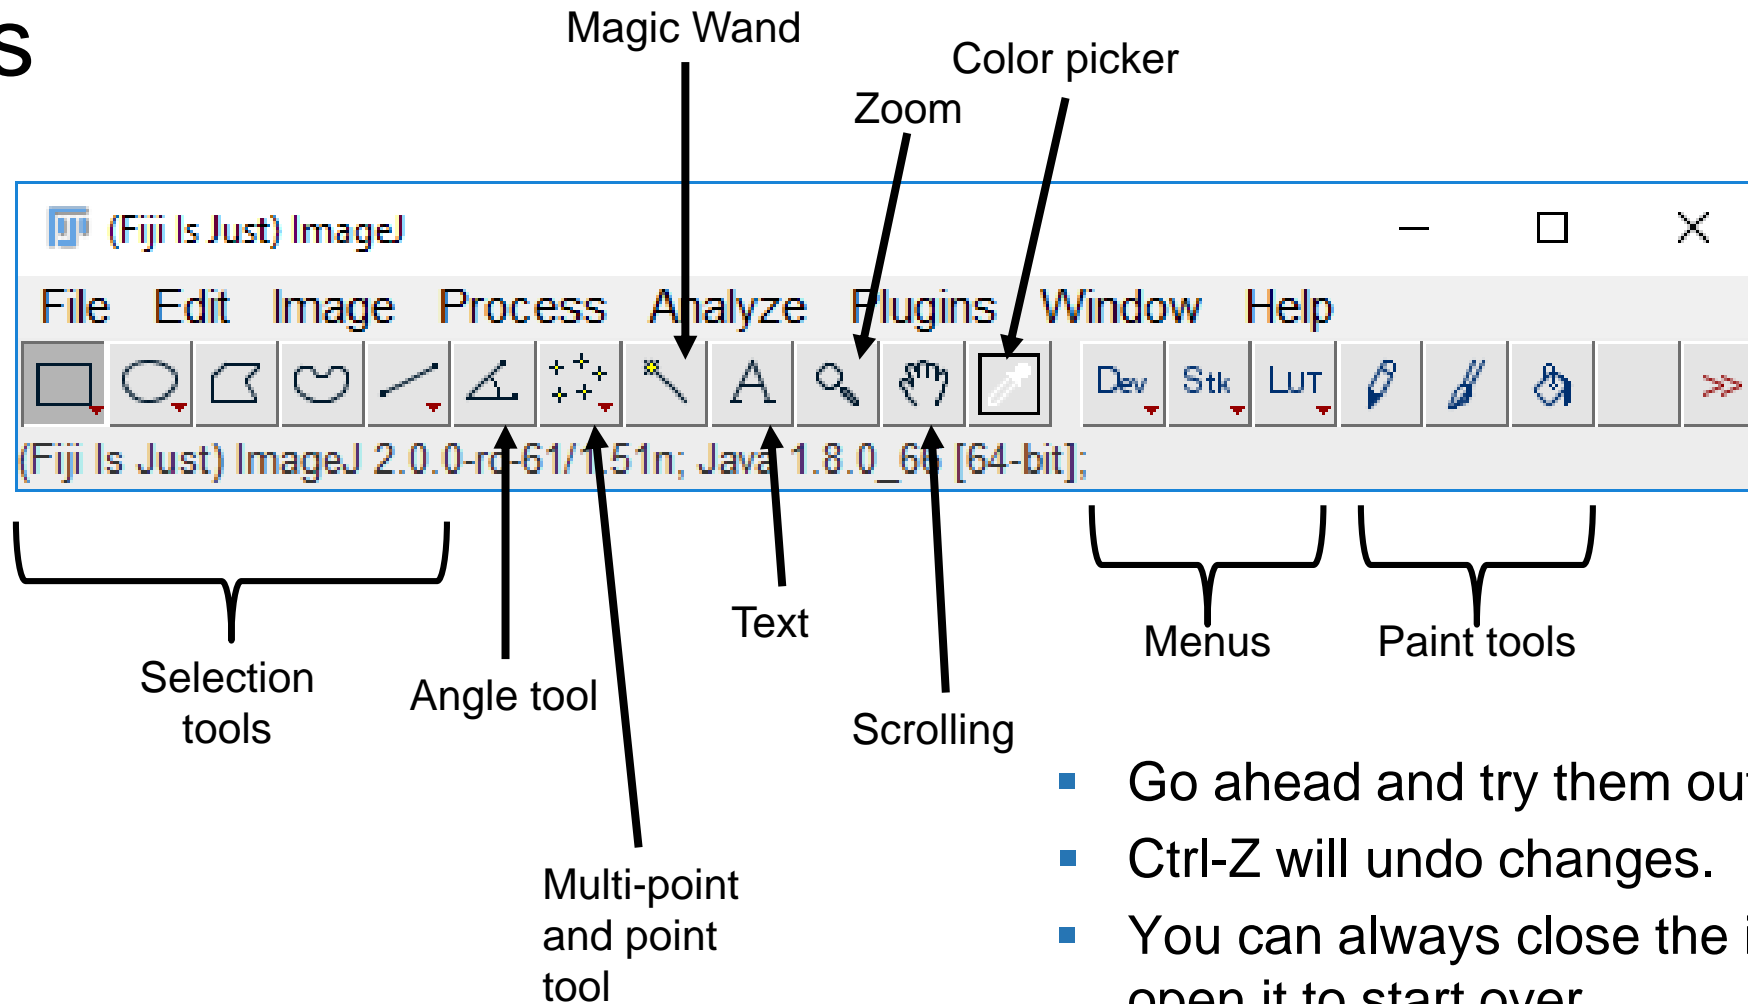 s
Magic Wand
Color picker
Zoom
(Fiji Is Just) ImageJ
File Edit Image Process Analyze Plugins Window Help
A Dev Stk LUT >>
(Fiji Is Just) ImageJ 2.0.0-rc-61/1.51n; Java 1.8.0_66 [64-bit];
Selection
tools
Angle tool
Text
Scrolling
Menus
Paint tools
Multi-point
and point
tool
Go ahead and try them out
Ctrl-Z will undo changes.
You can always close the i
open it to start over